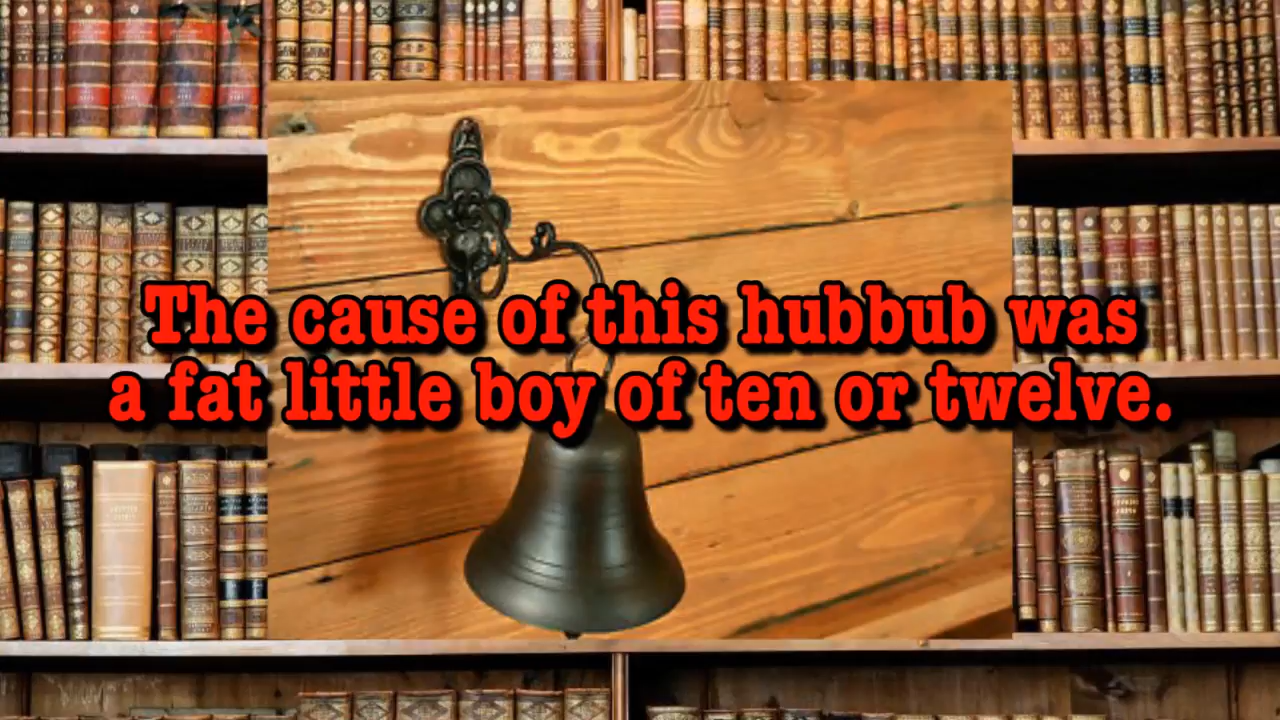 The cause of this hubbub was
a fat little boy of ten or twelve.